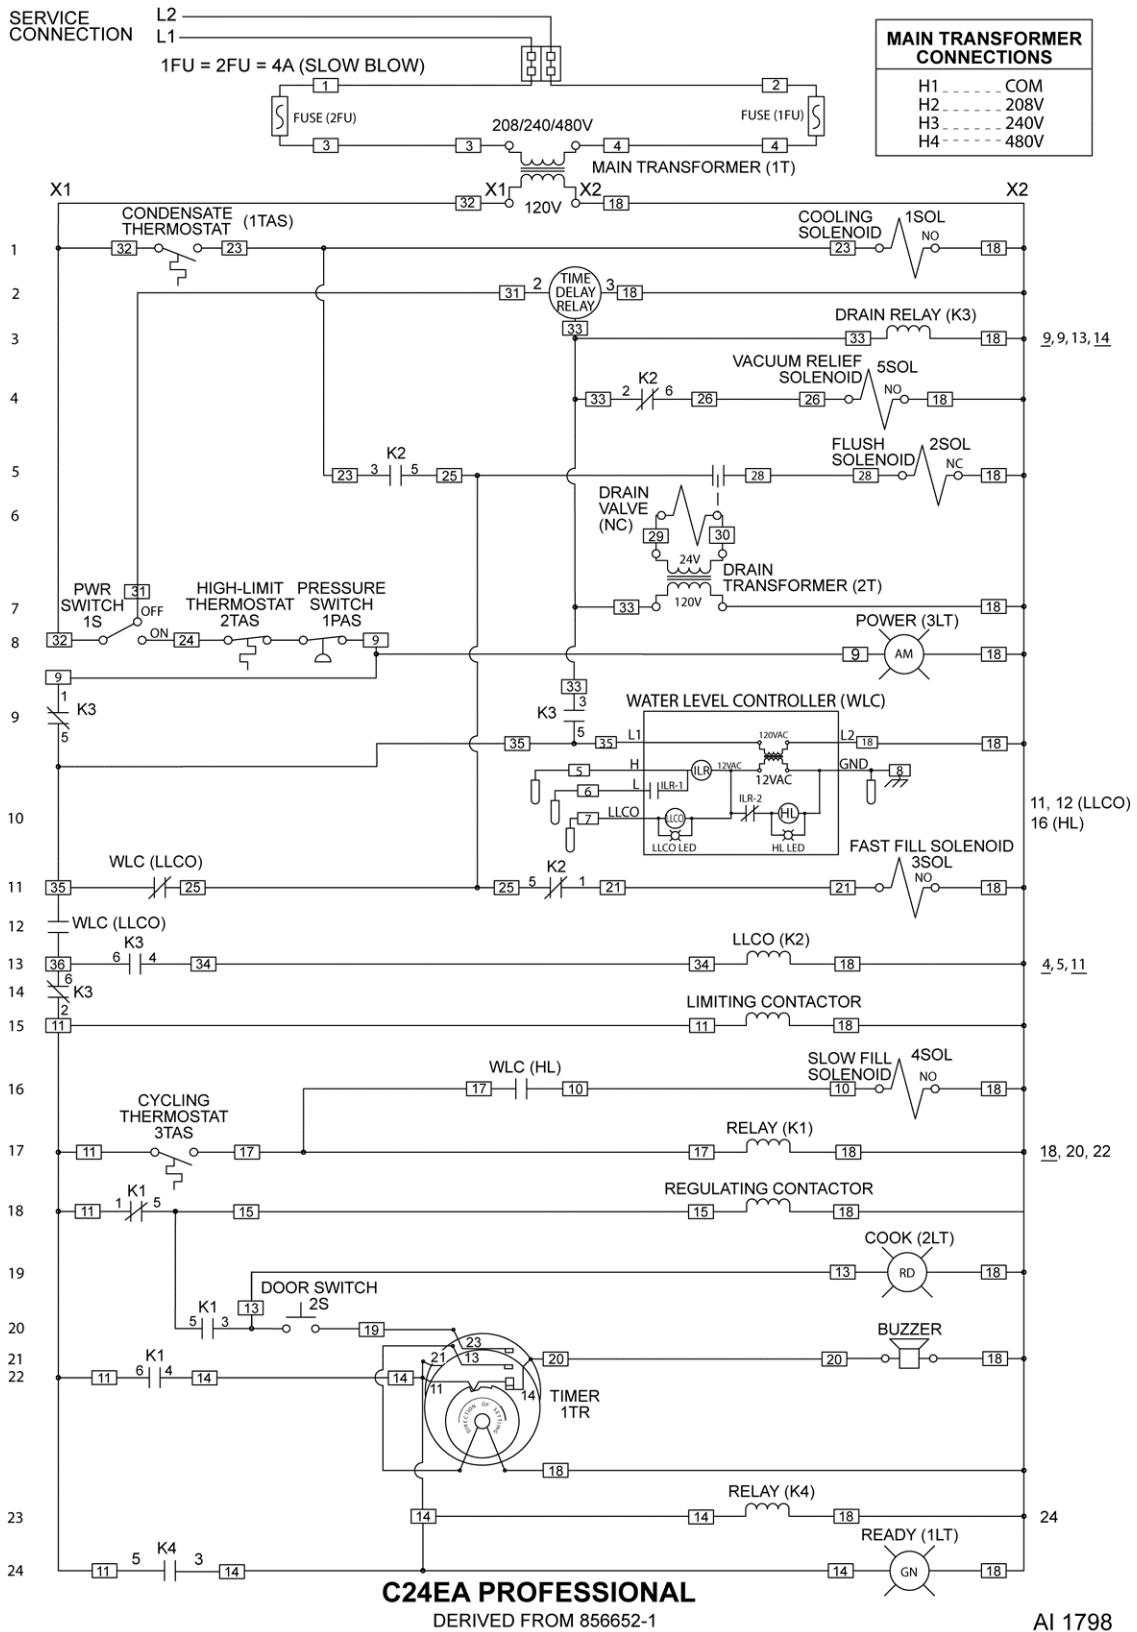 SERVICE CONNECTION
L2
L1
1FU = 2FU = 4A (SLOW BLOW)
MAIN TRANSFORMER CONNECTIONS
H1 ------ COM
H2 ------ 208V
H3 ------ 240V
H4 ------ 480V
1 2
FUSE (2FU) FUSE (1FU)
208/240/480V
3 3 4 4
MAIN TRANSFORMER (1T)
X1 X1 X2 X2
32 120V 18
CONDENSATE THERMOSTAT (1TAS)
COOLING SOLENOID 1SOL
NO
1 32 23 23 18
2 31 2 TIME DELAY RELAY 3 18
33
DRAIN RELAY (K3)
3 33 18 9, 9, 13, 14
VACUUM RELIEF SOLENOID 5SOL
NO
K2
4 33 2 6 26 26 18
FLUSH SOLENOID 2SOL
NC
K2
5 23 3 5 25 28 28 18
DRAIN VALVE (NC)
6 29 30
24V
DRAIN TRANSFORMER (2T)
120V
7 33 18
PWR SWITCH 1S
31
OFF
ON
HIGH-LIMIT THERMOSTAT 2TAS
PRESSURE SWITCH 1PAS
POWER (3LT)
8 32 24 9 9 AM 18
9
1
9 K3
5
33
3
K3
5
WATER LEVEL CONTROLLER (WLC)
35 35 L1 120VAC L2 18 18
5 H ILR 12VAC 12VAC GND 8
6 L ILR-1
ILR-2
10 7 LLCO LLCO HL
LLCO LED HL LED
11, 12 (LLCO)
16 (HL)
WLC (LLCO)
K2
FAST FILL SOLENOID 3SOL
NO
11 35 25 25 5 1 21 21 18
12 WLC (LLCO)
K3
LLCO (K2)
13 36 6 4 34 34 18 4, 5, 11
6
14 K3
2
LIMITING CONTACTOR
15 11 11 18
WLC (HL)
SLOW FILL SOLENOID 4SOL
NO
16 17 10 10 18
CYCLING THERMOSTAT 3TAS
RELAY (K1)
17 11 17 17 18 18, 20, 22
K1
REGULATING CONTACTOR
18 11 1 5 15 15 18
COOK (2LT)
19 13 RD 18
DOOR SWITCH 2S
13
K1
20 5 3 19
BUZZER
21 23 21 13 20 20 18
K1
22 11 6 4 14 14 11 14
DIRECTION OF SETTING
TIMER 1TR
18
RELAY (K4)
23 14 14 18 24
READY (1LT)
K4
24 11 5 3 14 14 GN 18
C24EA PROFESSIONAL
DERIVED FROM 856652-1
AI 1798